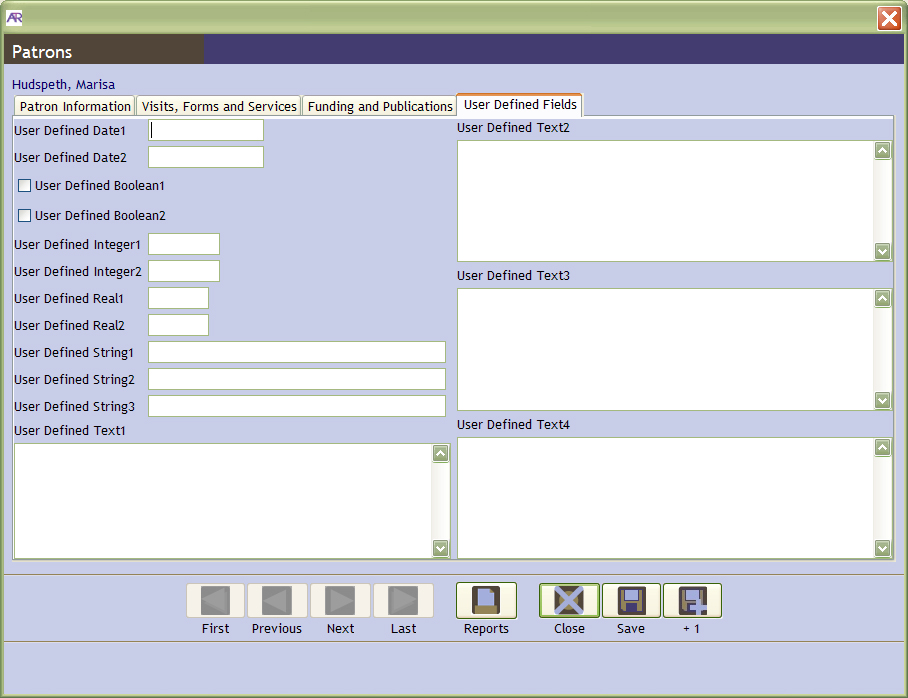 AR
Patrons
Hudspeth, Marisa
Patron Information
Visits, Forms and Services
Funding and Publications
User Defined Fields
User Defined Date1
User Defined Date2
User Defined Boolean1
User Defined Boolean2
User Defined Integer1
User Defined Integer2
User Defined Real1
User Defined Real2
User Defined String1
User Defined String2
User Defined String3
User Defined Text1
User Defined Text2
User Defined Text3
User Defined Text4
First
Previous
Next
Last
Reports
Close
Save
+ 1